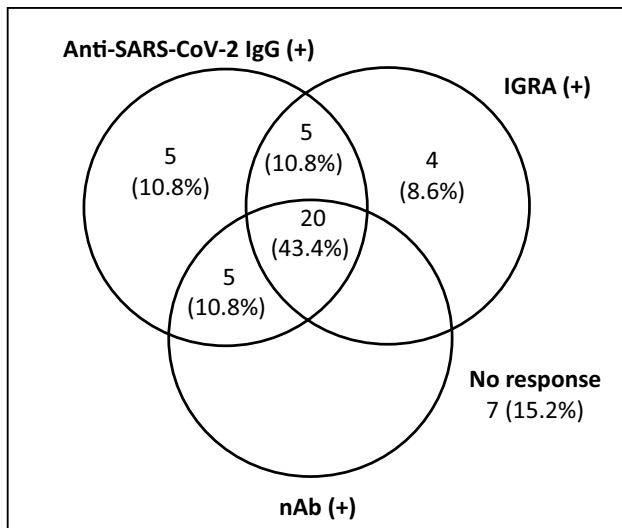 Anti-SARS-CoV-2 IgG (+)
IGRA (+)
5
(10.8%)
5
(10.8%)
4
(8.6%)
20
(43.4%)
5
(10.8%)
No response
7 (15.2%)
nAb (+)